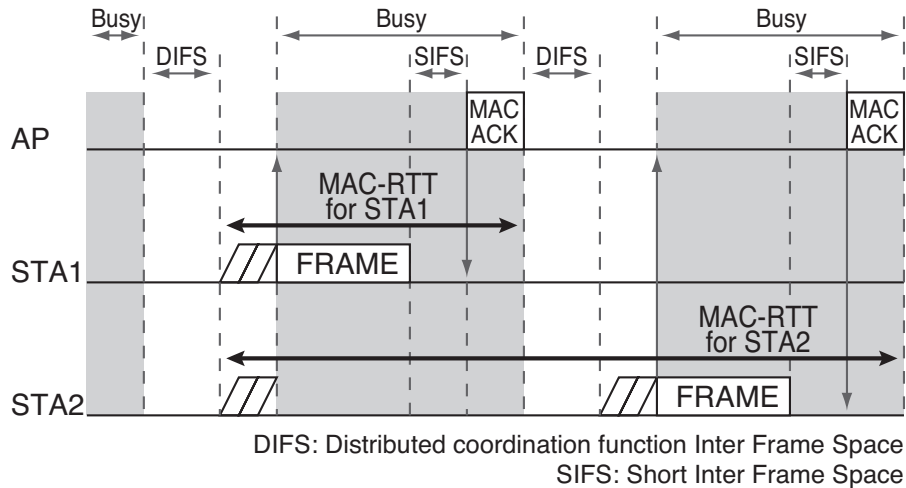 Busy
Busy
Busy
DIFS
SIFS
DIFS
SIFS
AP
MAC
ACK
MAC
ACK
MAC-RTT
for STA1
STA1
FRAME
MAC-RTT
for STA2
STA2
FRAME
DIFS: Distributed coordination function Inter Frame Space
SIFS: Short Inter Frame Space